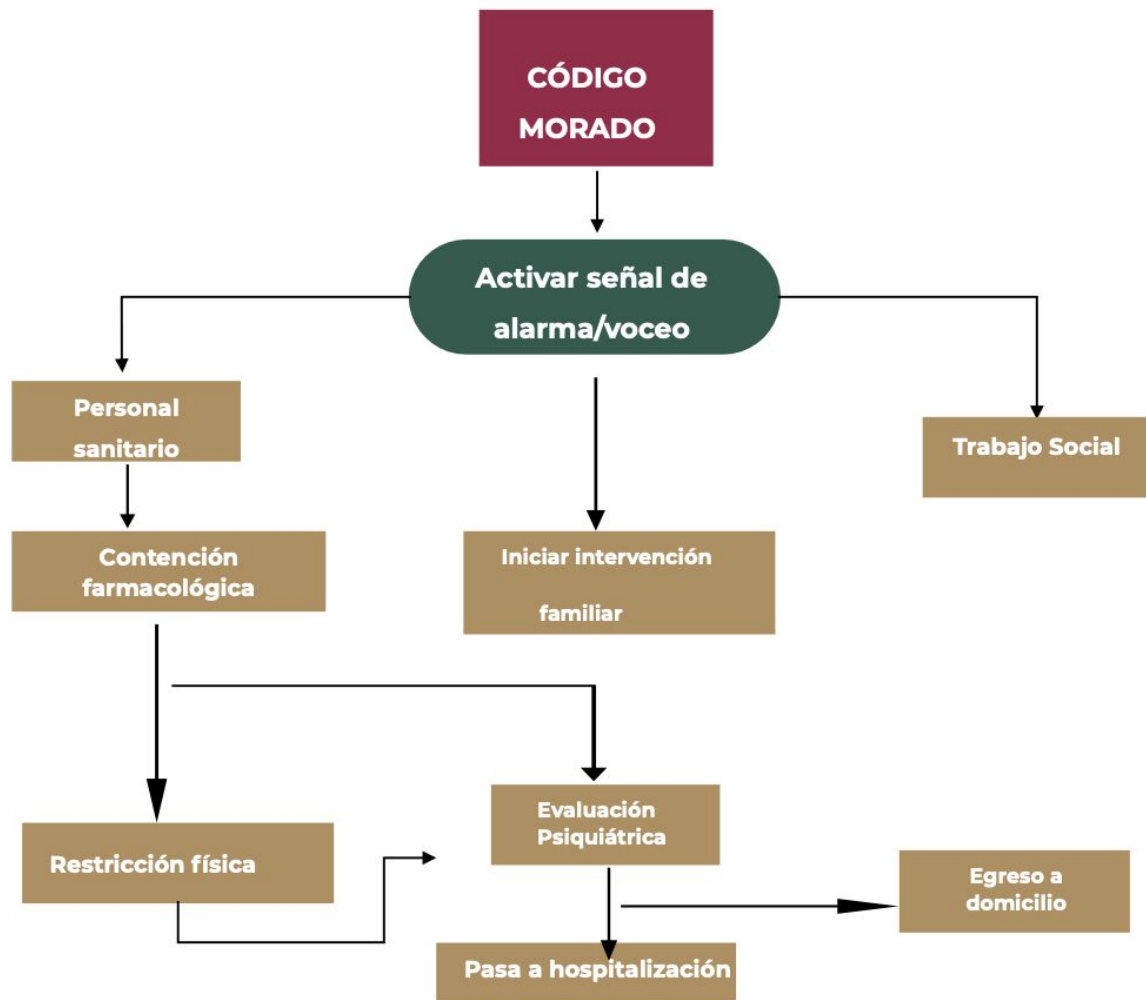 CÓDIGO
MORADO
Activar señal de
alarma/voceo
Personal
sanitario
Trabajo Social
Contención
farmacológica
Iniciar intervención
familiar
Restricción física
Evaluación
Psiquiátrica
Egreso a
domicilio
Pasa a hospitalización